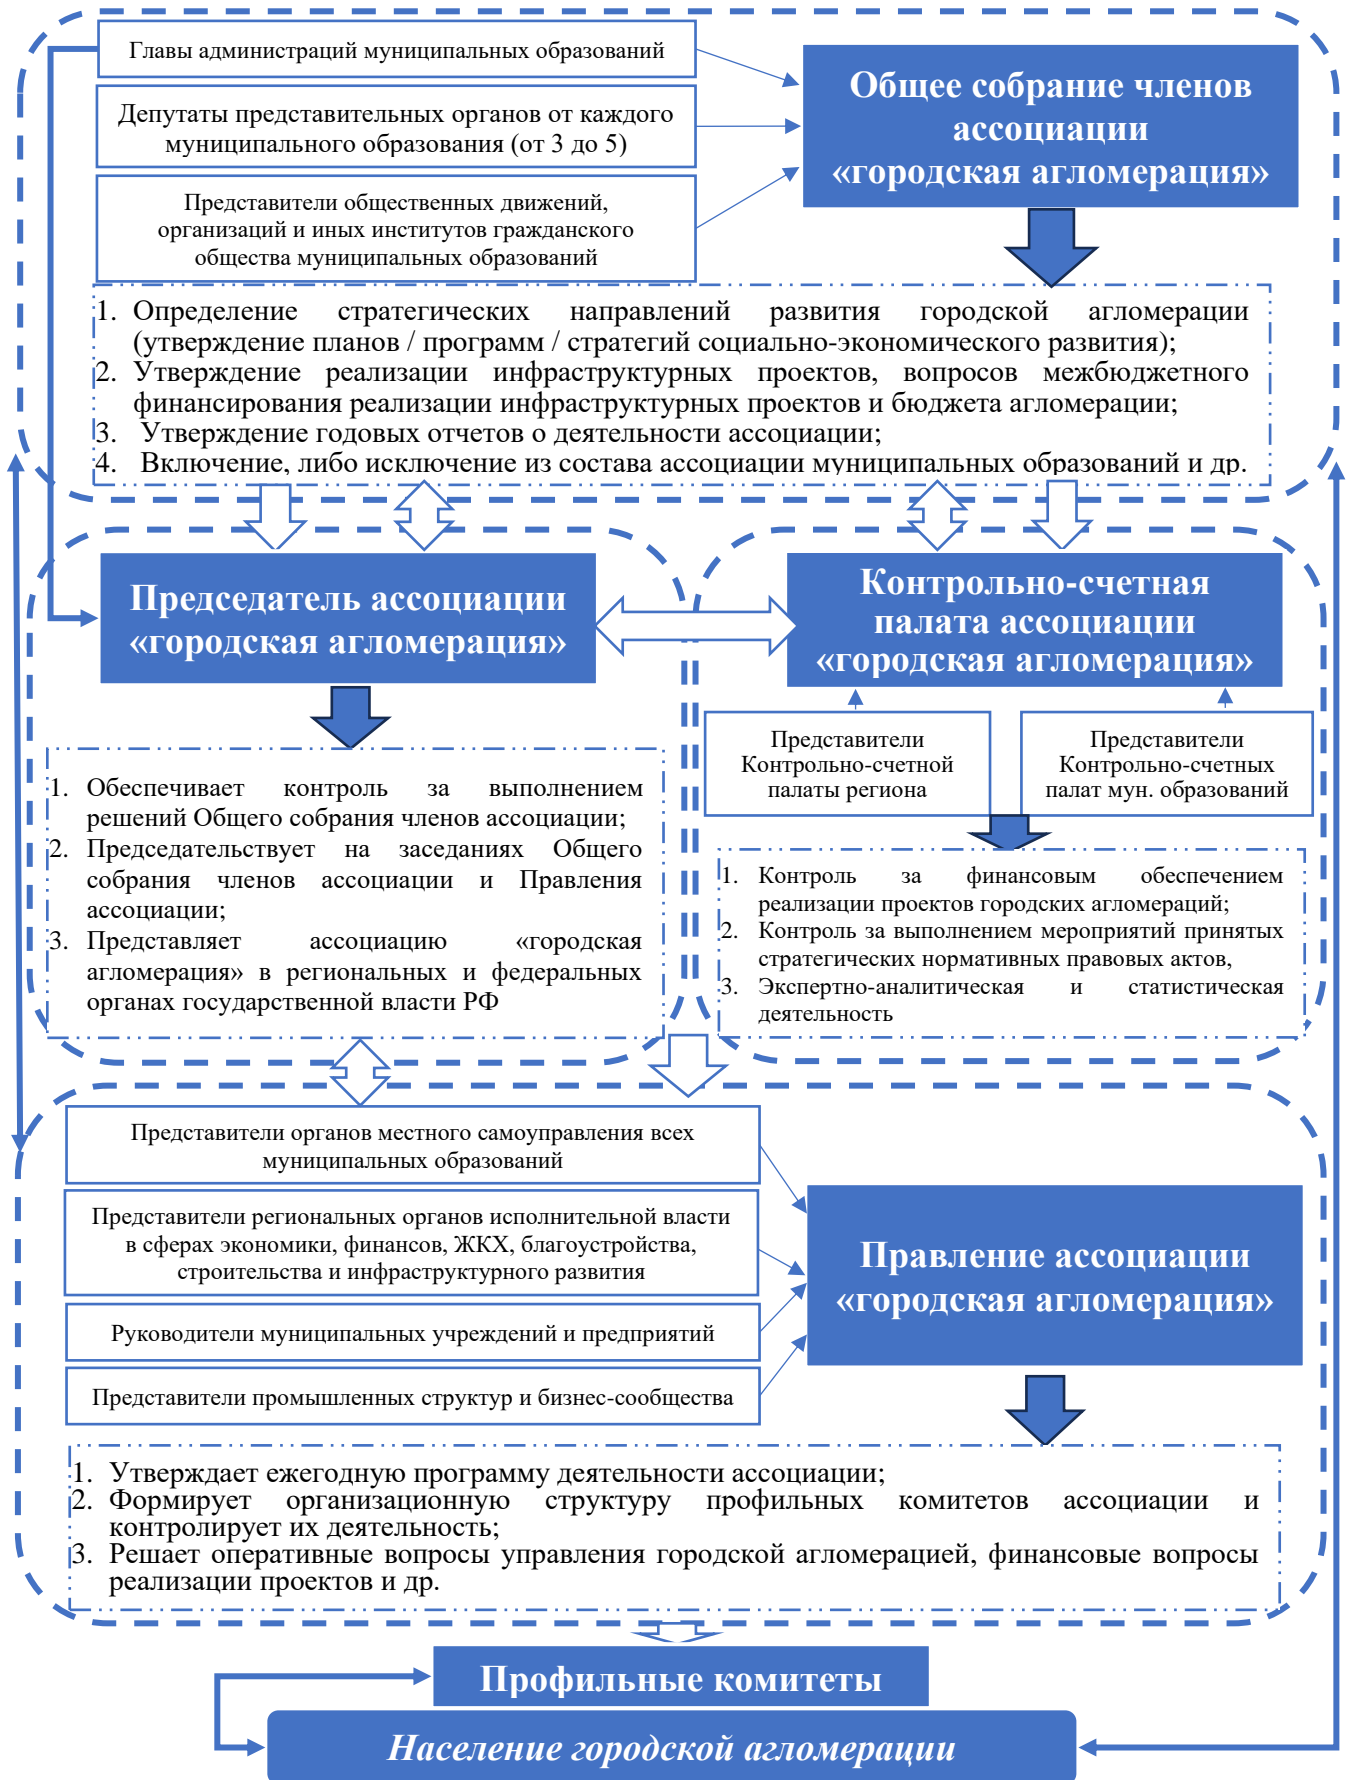 Главы администраций муниципальных образований
Депутаты представительных органов от каждого
муниципального образования (от 3 до 5)
Представители общественных движений,
организаций и иных институтов гражданского
общества муниципальных образований
Общее собрание членов
ассоциации
«городская агломерация»
1. Определение стратегических направлений развития городской агломерации
(утверждение планов / программ / стратегий социально-экономического развития);
2. Утверждение реализации инфраструктурных проектов, вопросов межбюджетного
финансирования реализации инфраструктурных проектов и бюджета агломерации;
3. Утверждение годовых отчетов о деятельности ассоциации;
4. Включение, либо исключение из состава ассоциации муниципальных образований и др.
Председатель ассоциации
«городская агломерация»
1. Обеспечивает контроль за выполнением
решений Общего собрания членов ассоциации;
2. Председательствует на заседаниях Общего
собрания членов ассоциации и Правления
ассоциации;
3. Представляет ассоциацию «городская
агломерация» в региональных и федеральных
органах государственной власти РФ
Контрольно-счетная
палата ассоциации
«городская агломерация»
Представители
Контрольно-счетной
палаты региона
Представители
Контрольно-счетных
палат мун. образований
1. Контроль за финансовым обеспечением
реализации проектов городских агломераций;
2. Контроль за выполнением мероприятий принятых
стратегических нормативных правовых актов,
3. Экспертно-аналитическая и статистическая
деятельность
Представители органов местного самоуправления всех
муниципальных образований
Представители региональных органов исполнительной власти
в сферах экономики, финансов, ЖКХ, благоустройства,
строительства и инфраструктурного развития
Руководители муниципальных учреждений и предприятий
Представители промышленных структур и бизнес-сообщества
Правление ассоциации
«городская агломерация»
1. Утверждает ежегодную программу деятельности ассоциации;
2. Формирует организационную структуру профильных комитетов ассоциации и
контролирует их деятельность;
3. Решает оперативные вопросы управления городской агломерацией, финансовые вопросы
реализации проектов и др.
Профильные комитеты
Население городской агломерации